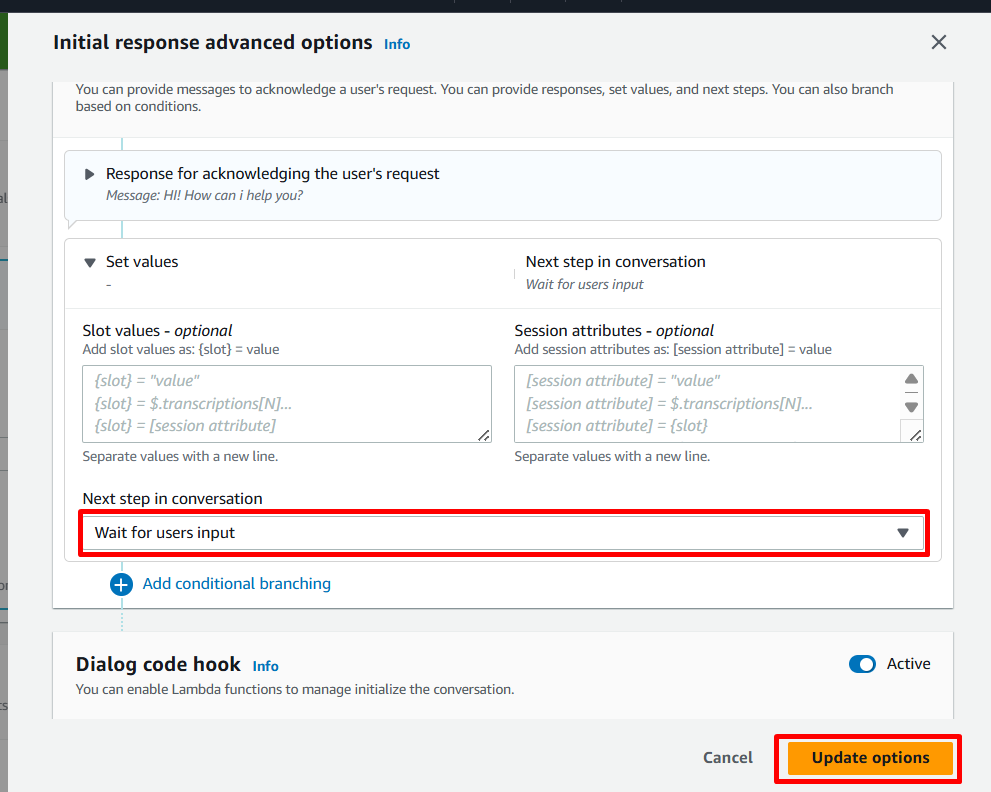 Initial response advanced options Info
You can provide messages to acknowledge a user's request. You can provide responses, set values, and next steps. You can also branch
based on conditions.
Response for acknowledging the user's request
Message: HI! How can i help you?
Set values
-
Next step in conversation
Wait for users input
Slot values - optional
Add slot values as: {slot} = value
{slot} = "value"
{slot} = $.transcriptions[N]...
{slot} = [session attribute]
Separate values with a new line.
Session attributes - optional
Add session attributes as: [session attribute] = value
[session attribute] = "value"
[session attribute] = $.transcriptions[N]...
[session attribute] = {slot}
Separate values with a new line.
Next step in conversation
Wait for users input
Add conditional branching
Dialog code hook Info
Active
You can enable Lambda functions to manage initialize the conversation.
Cancel
Update options